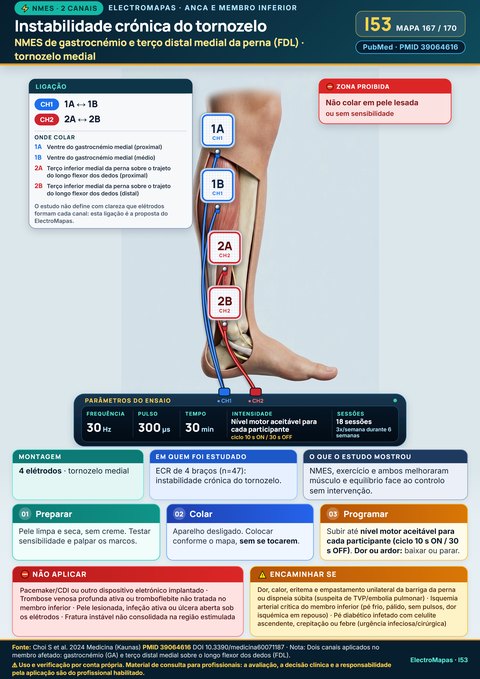 NMES · 2 CANAIS
ELECTROMAPAS · ANCA E MEMBRO INFERIOR
Instabilidade crónica do tornozelo
NMES de gastrocnémio e terço distal medial da perna (FDL) ·
tornozelo medial
I53 MAPA 167 / 170
PubMed · PMID 39064616
LIGAÇÃO
CH1 1A ↔ 1B
CH2 2A ↔ 2B
ONDE COLAR
1A Ventre do gastrocnémio medial (proximal)
1B Ventre do gastrocnémio medial (médio)
2A Terço inferior medial da perna sobre o trajeto
do longo flexor dos dedos (proximal)
2B Terço inferior medial da perna sobre o trajeto
do longo flexor dos dedos (distal)
O estudo não define com clareza que elétrodos
formam cada canal: esta ligação é a proposta do
ElectroMapas.
ZONA PROIBIDA
Não colar em pele lesada
ou sem sensibilidade
1A
CH1
1B
CH1
2A
CH2
2B
CH2
PARÂMETROS DO ENSAIO
CH1
CH2
FREQUÊNCIA
30 Hz
PULSO
300 µs
TEMPO
30 min
INTENSIDADE
Nível motor aceitável para
cada participante
ciclo 10 s ON / 30 s OFF
SESSÕES
18 sessões
3x/semana durante 6
semanas
MONTAGEM
4 elétrodos · tornozelo medial
EM QUEM FOI ESTUDADO
ECR de 4 braços (n=47):
instabilidade crónica do tornozelo.
O QUE O ESTUDO MOSTROU
NMES, exercício e ambos melhoraram
músculo e equilíbrio face ao controlo
sem intervenção.
01 Preparar
Pele limpa e seca, sem creme. Testar
sensibilidade e palpar os marcos.
02 Colar
Aparelho desligado. Colocar
conforme o mapa, sem se tocarem.
03 Programar
Subir até nível motor aceitável para
cada participante (ciclo 10 s ON / 30
s OFF). Dor ou ardor: baixar ou parar.
NÃO APLICAR
Pacemaker/CDI ou outro dispositivo eletrónico implantado ·
Trombose venosa profunda ativa ou tromboflebite não tratada no
membro inferior · Pele lesionada, infeção ativa ou úlcera aberta sob
os elétrodos · Fratura instável não consolidada na região estimulada
ENCAMINHAR SE
Dor, calor, eritema e empastamento unilateral da barriga da perna
ou dispneia súbita (suspeita de TVP/embolia pulmonar) · Isquemia
arterial crítica do membro inferior (pé frio, pálido, sem pulsos, dor
isquémica em repouso) · Pé diabético infetado com celulite
ascendente, crepitação ou febre (urgência infeciosa/cirúrgica)
Fonte: Choi S et al. 2024 Medicina (Kaunas) PMID 39064616 DOI 10.3390/medicina60071187 · Nota: Dois canais aplicados no
membro afetado: gastrocnémio (GA) e terço distal medial sobre o longo flexor dos dedos (FDL).
Uso e verificação por conta própria. Material de consulta para profissionais: a avaliação, a decisão clínica e a responsabilidade
pela aplicação são do profissional habilitado.
ElectroMapas · I53